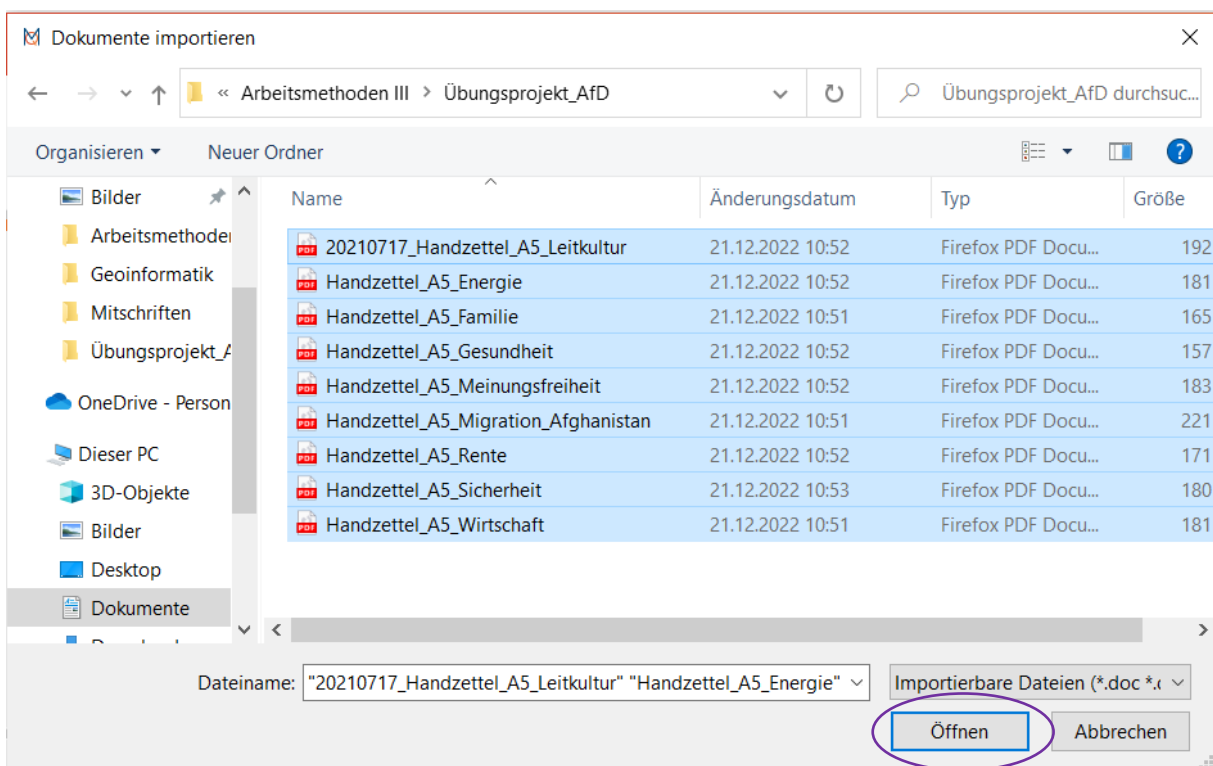 Dokumente importieren
« Arbeitsmethoden III > Übungsprojekt_AfD
Übungsprojekt_AfD durchsuc...
Organisieren
Neuer Ordner
Name Änderungsdatum Typ Größe
Bilder
Arbeitsmethoden
Geoinformatik
Mitschriften
Übungsprojekt_A
OneDrive - Person
Dieser PC
3D-Objekte
Bilder
Desktop
Dokumente
20210717_Handzettel_A5_Leitkultur 21.12.2022 10:52 Firefox PDF Docu... 192
Handzettel_A5_Energie 21.12.2022 10:52 Firefox PDF Docu... 181
Handzettel_A5_Familie 21.12.2022 10:51 Firefox PDF Docu... 165
Handzettel_A5_Gesundheit 21.12.2022 10:52 Firefox PDF Docu... 157
Handzettel_A5_Meinungsfreiheit 21.12.2022 10:52 Firefox PDF Docu... 183
Handzettel_A5_Migration_Afghanistan 21.12.2022 10:51 Firefox PDF Docu... 221
Handzettel_A5_Rente 21.12.2022 10:52 Firefox PDF Docu... 171
Handzettel_A5_Sicherheit 21.12.2022 10:53 Firefox PDF Docu... 180
Handzettel_A5_Wirtschaft 21.12.2022 10:51 Firefox PDF Docu... 181
Dateiname: "20210717_Handzettel_A5_Leitkultur" "Handzettel_A5_Energie"
Importierbare Dateien (*.doc *.
Öffnen
Abbrechen